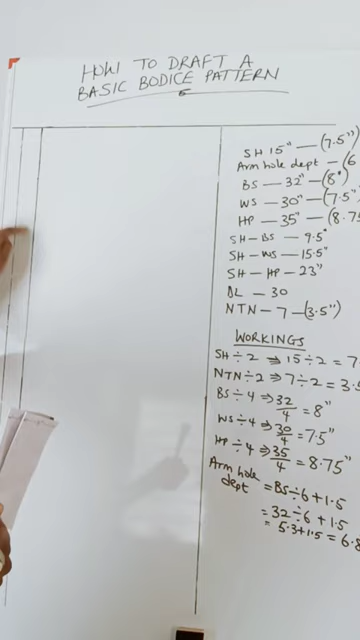 HOW TO DRAFT A
BASIC BODICE PATTERN
SH 15" — (7.5")
Arm hole dept — (6
BS — 32" — (8")
WS — 30" — (7.5"
HP — 35" — (8.75
SH — BS — 9.5"
SH — WS — 15.5"
SH — HP — 23"
NTN — 7 — (3.5")
WORKINGS
SH ÷ 2 ⇒ 15 ÷ 2 = 7.
NTN ÷ 2 ⇒ 7 ÷ 2 = 3.5
BS ÷ 4 ⇒ 32/4 = 8"
WS ÷ 4 ⇒ 30/4 = 7.5"
HP ÷ 4 ⇒ 35/4 = 8.75"
Arm hole
dept = BS ÷ 6 + 1.5
= 32 ÷ 6 + 1.5
= 5.3 + 1.5 = 6.8